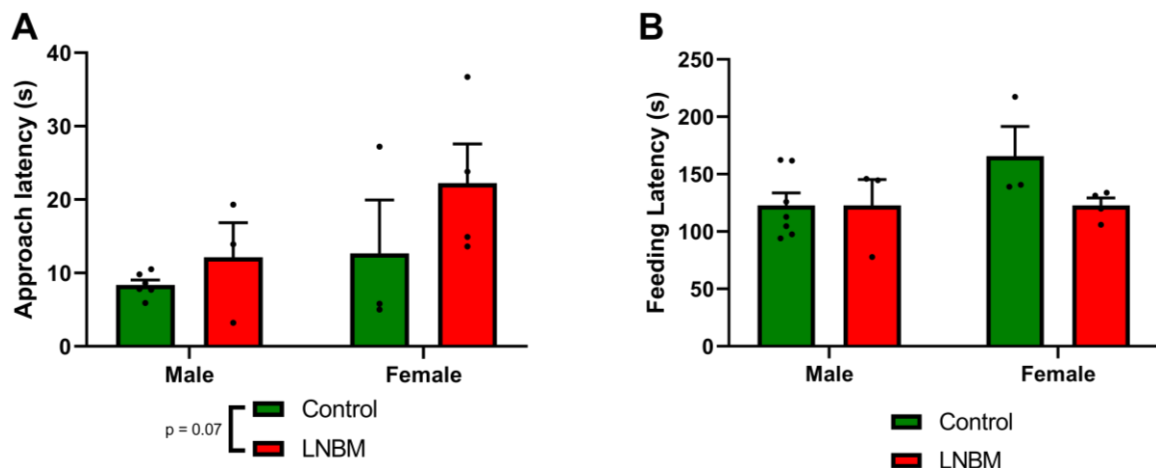 A
Approach latency (s)
40
30
20
10
0
Male
Female
p = 0.07
Control
LNBM
B
Feeding Latency (s)
250
200
150
100
50
0
Male
Female
Control
LNBM